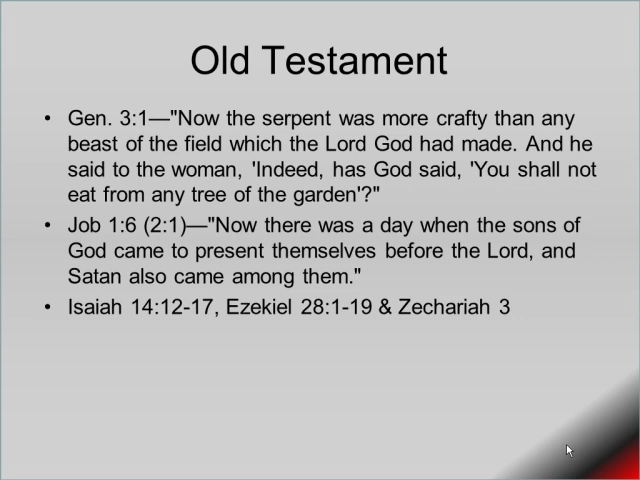 Old Testament
• Gen. 3:1—"Now the serpent was more crafty than any
beast of the field which the Lord God had made. And he
said to the woman, 'Indeed, has God said, 'You shall not
eat from any tree of the garden'?"
• Job 1:6 (2:1)—"Now there was a day when the sons of
God came to present themselves before the Lord, and
Satan also came among them."
• Isaiah 14:12-17, Ezekiel 28:1-19 & Zechariah 3